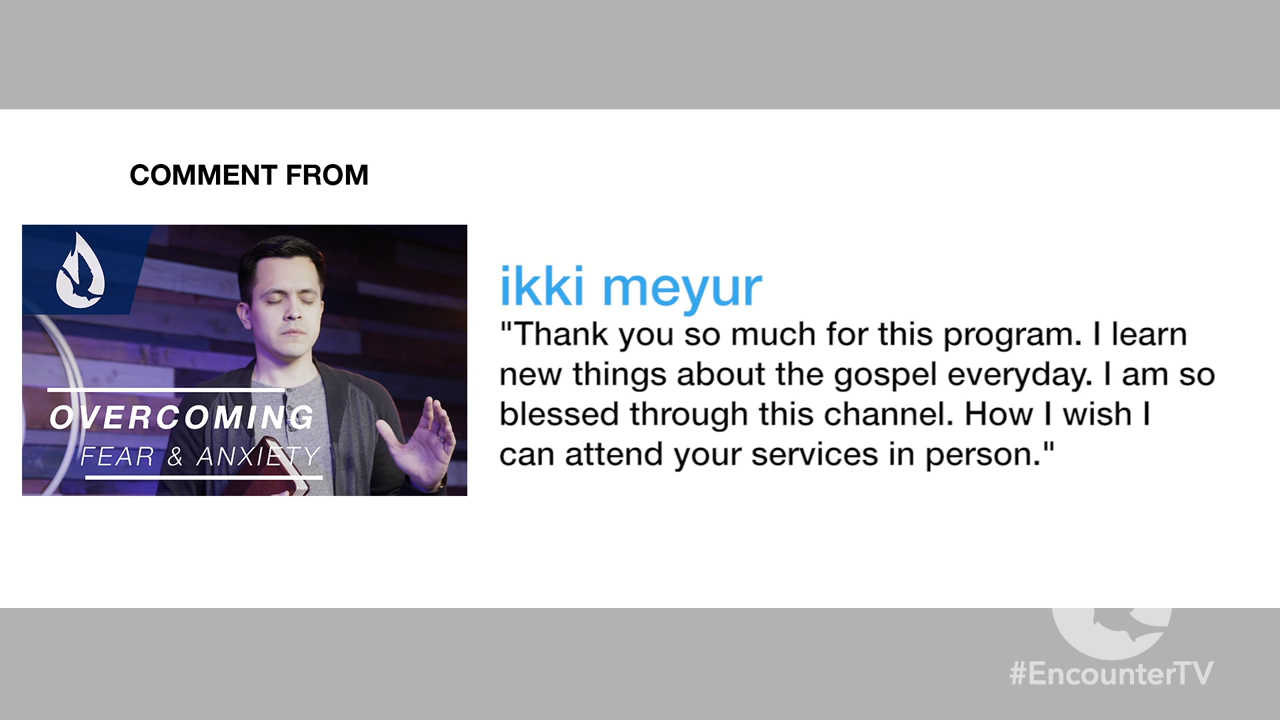 COMMENT FROM
OVERCOMING
FEAR & ANXIETY
ikki meyur
"Thank you so much for this program. I learn
new things about the gospel everyday. I am so
blessed through this channel. How I wish I
can attend your services in person."
#EncounterTV